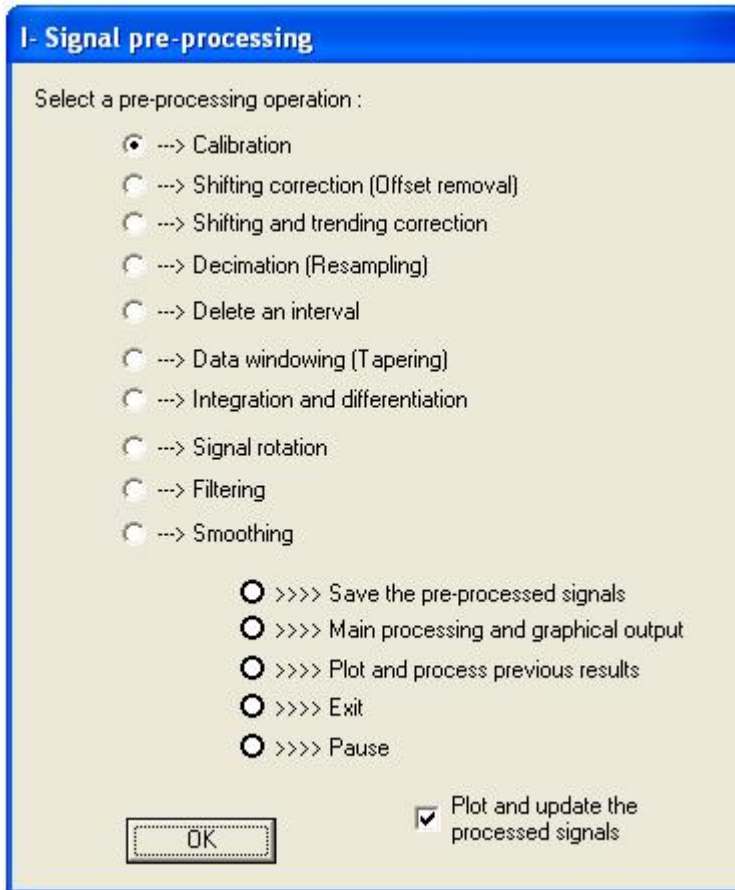 I- Signal pre-processing
Select a pre-processing operation :
---> Calibration
---> Shifting correction (Offset removal)
---> Shifting and trending correction
---> Decimation (Resampling)
---> Delete an interval
---> Data windowing (Tapering)
---> Integration and differentiation
---> Signal rotation
---> Filtering
---> Smoothing
>>>> Save the pre-processed signals
>>>> Main processing and graphical output
>>>> Plot and process previous results
>>>> Exit
>>>> Pause
Plot and update the
processed signals
OK